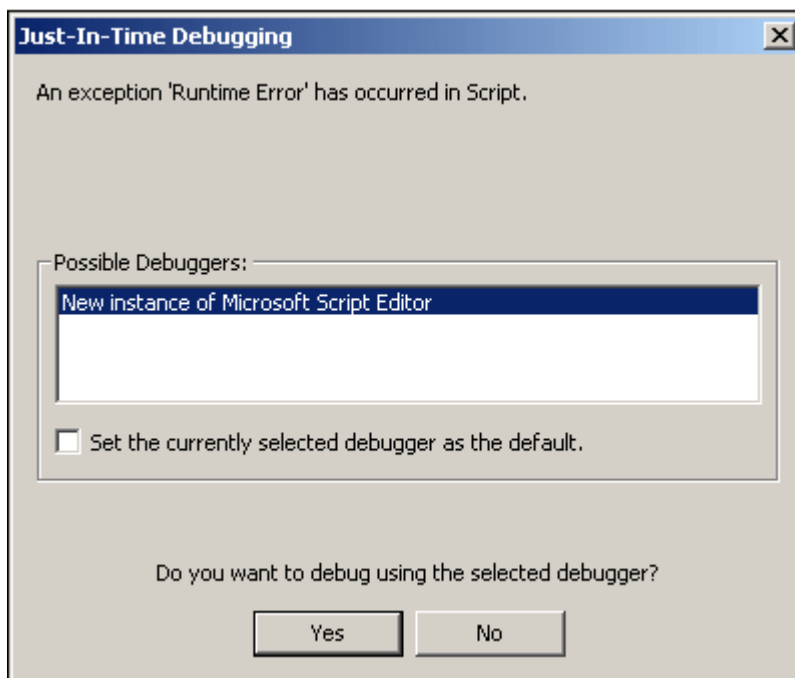 Just-In-Time Debugging
An exception 'Runtime Error' has occurred in Script.
Possible Debuggers:
New instance of Microsoft Script Editor
Set the currently selected debugger as the default.
Do you want to debug using the selected debugger?
Yes No